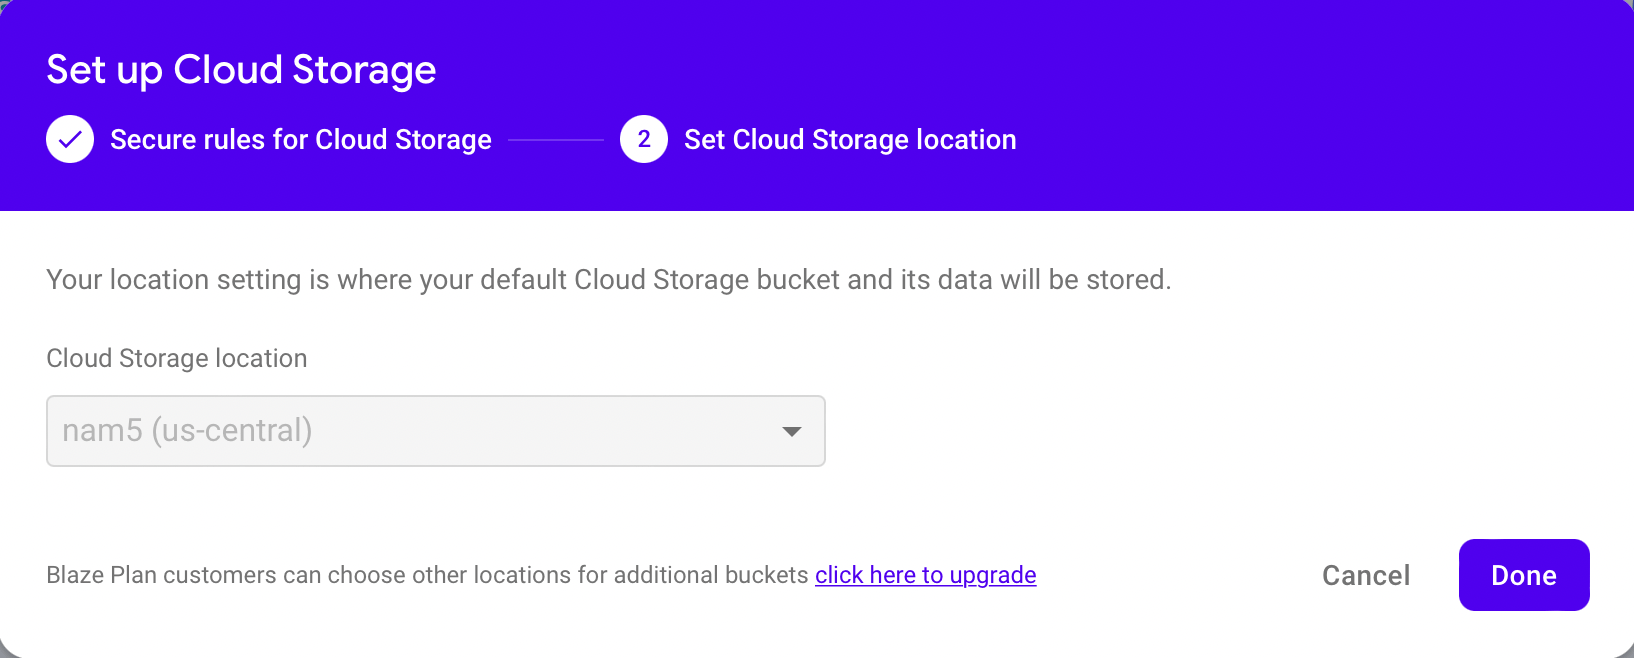 Set up Cloud Storage
Secure rules for Cloud Storage
2 Set Cloud Storage location
Your location setting is where your default Cloud Storage bucket and its data will be stored.
Cloud Storage location
nam5 (us-central)
Blaze Plan customers can choose other locations for additional buckets click here to upgrade
Cancel
Done